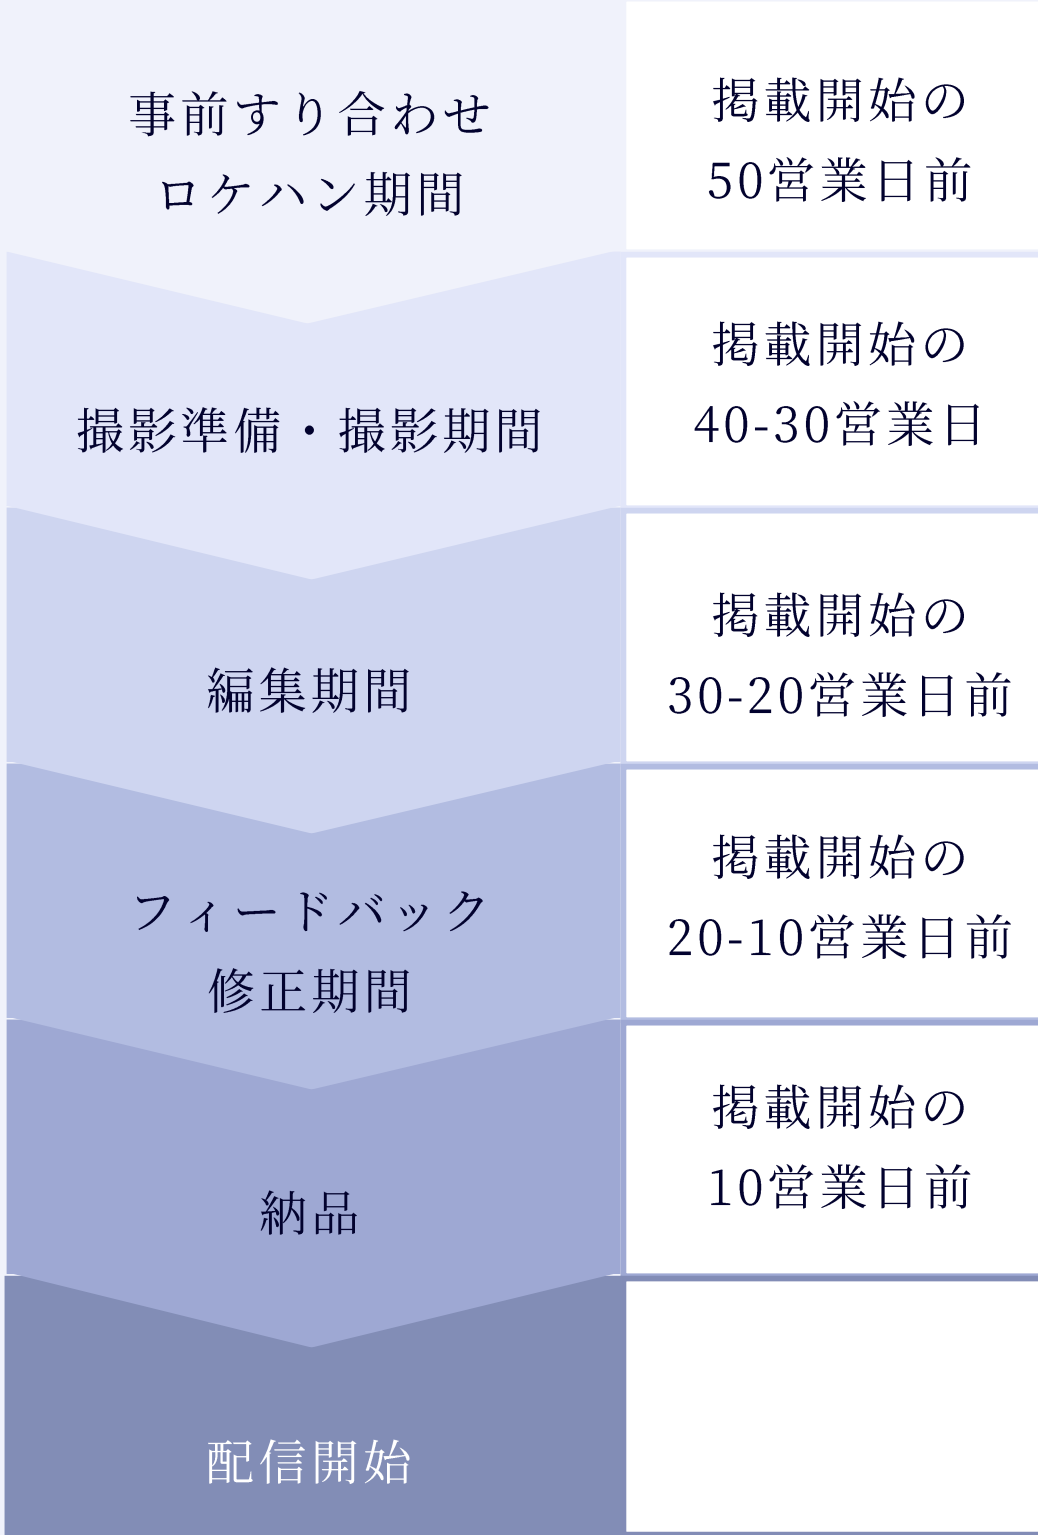 事前すり合わせ
ロケハン期間
掲載開始の
50営業日前
撮影準備・撮影期間
掲載開始の
40-30営業日
編集期間
掲載開始の
30-20営業日前
フィードバック
修正期間
掲載開始の
20-10営業日前
納品
掲載開始の
10営業日前
配信開始